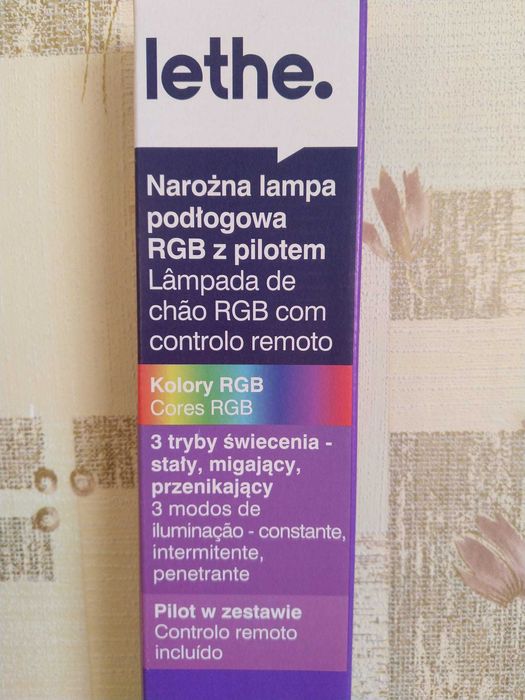 lethe.
Narożna lampa
podłogowa
RGB z pilotem
Lâmpada de
chão RGB com
controlo remoto
Kolory RGB
Cores RGB
3 tryby świecenia -
stały, migający,
przenikający
3 modos de
iluminação - constante,
intermitente,
penetrante
Pilot w zestawie
Controlo remoto
incluído